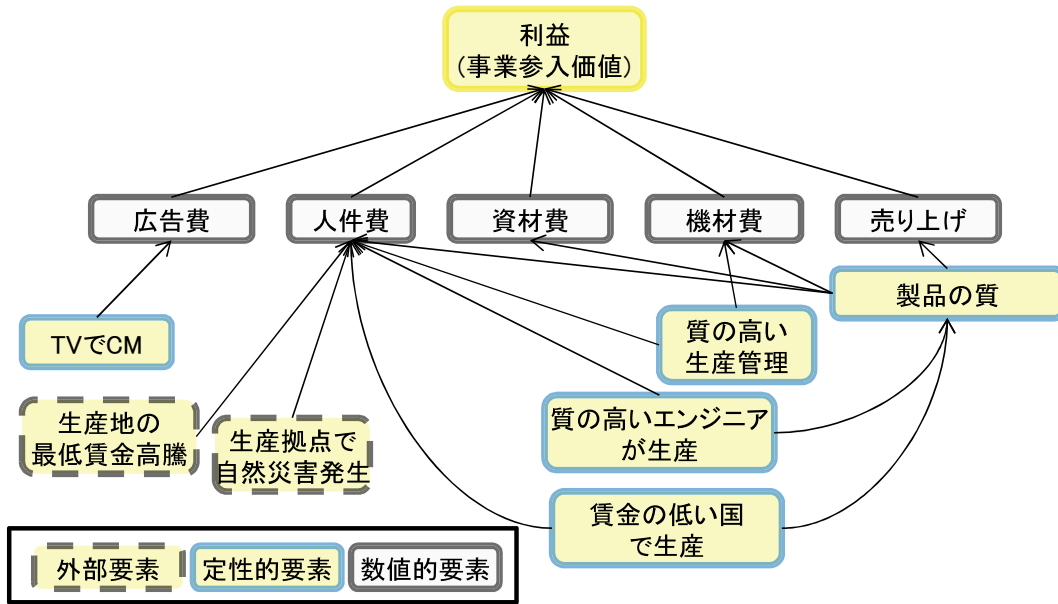 利益
（事業参入価値）
広告費
人件費
資材費
機材費
売り上げ
製品の質
TVでCM
質の高い
生産管理
生産地の
最低賃金高騰
生産拠点で
自然災害発生
質の高いエンジニア
が生産
賃金の低い国
で生産
外部要素
定性的要素
数値的要素